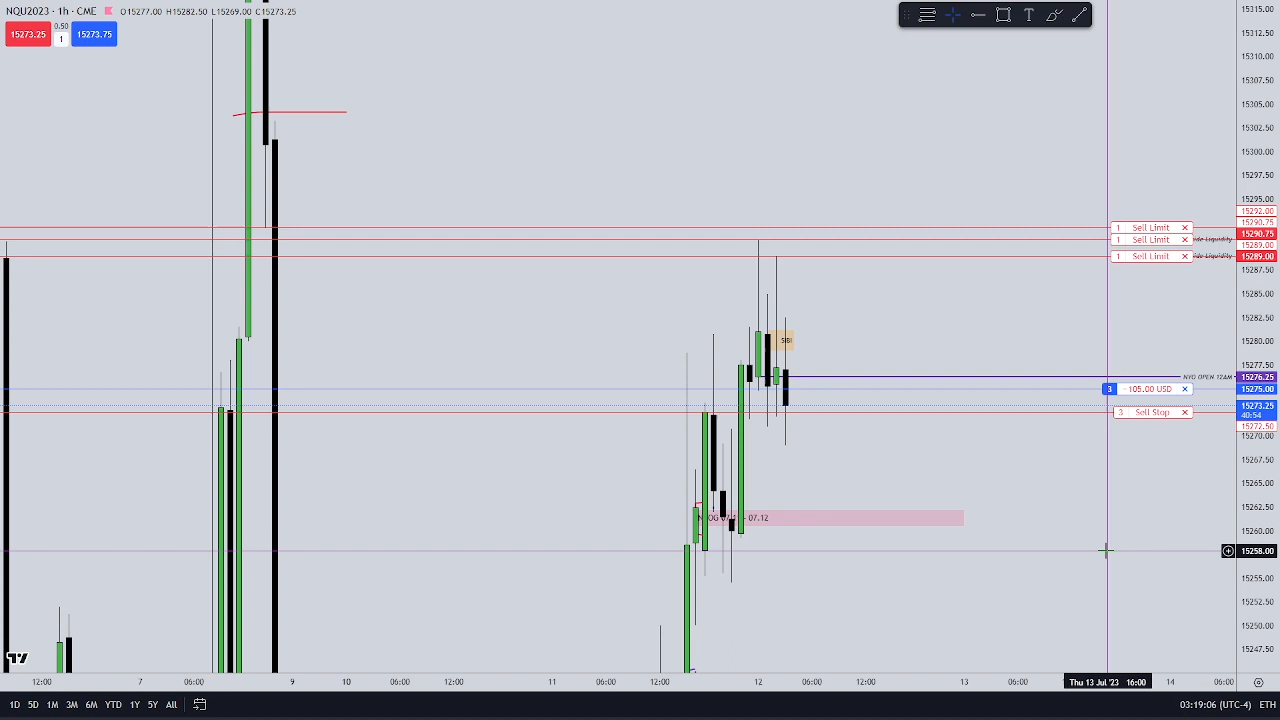 NQU2023 · 1h · CME O15277.00 H15282.50 L15269.00 C15273.25
15273.25 0.50 1 15273.75
15315.00
15312.50
15310.00
15307.50
15305.00
15302.50
15300.00
15297.50
15295.00
15292.00
15290.75
1 Sell Limit × 15290.75
1 Sell Limit × ide Liquidity 15289.00
1 Sell Limit × ide Liquidity 15289.00
15287.50
15285.00
15282.50
SIBI 15280.00
15277.50
NYO OPEN 12AM 15276.25
3 -105.00 USD × 15275.00
15273.25
40:54
3 Sell Stop ×
15272.50
15270.00
15267.50
15265.00
15262.50
07.12
15260.00
15258.00
15255.00
15252.50
15250.00
15247.50
12:00 7 06:00 9 10 06:00 12:00 11 06:00 12:00 12 06:00 12:00 13 06:00 Thu 13 Jul '23 16:00 14 06:00
1D 5D 1M 3M 6M YTD 1Y 5Y All 03:19:06 (UTC-4) ETH